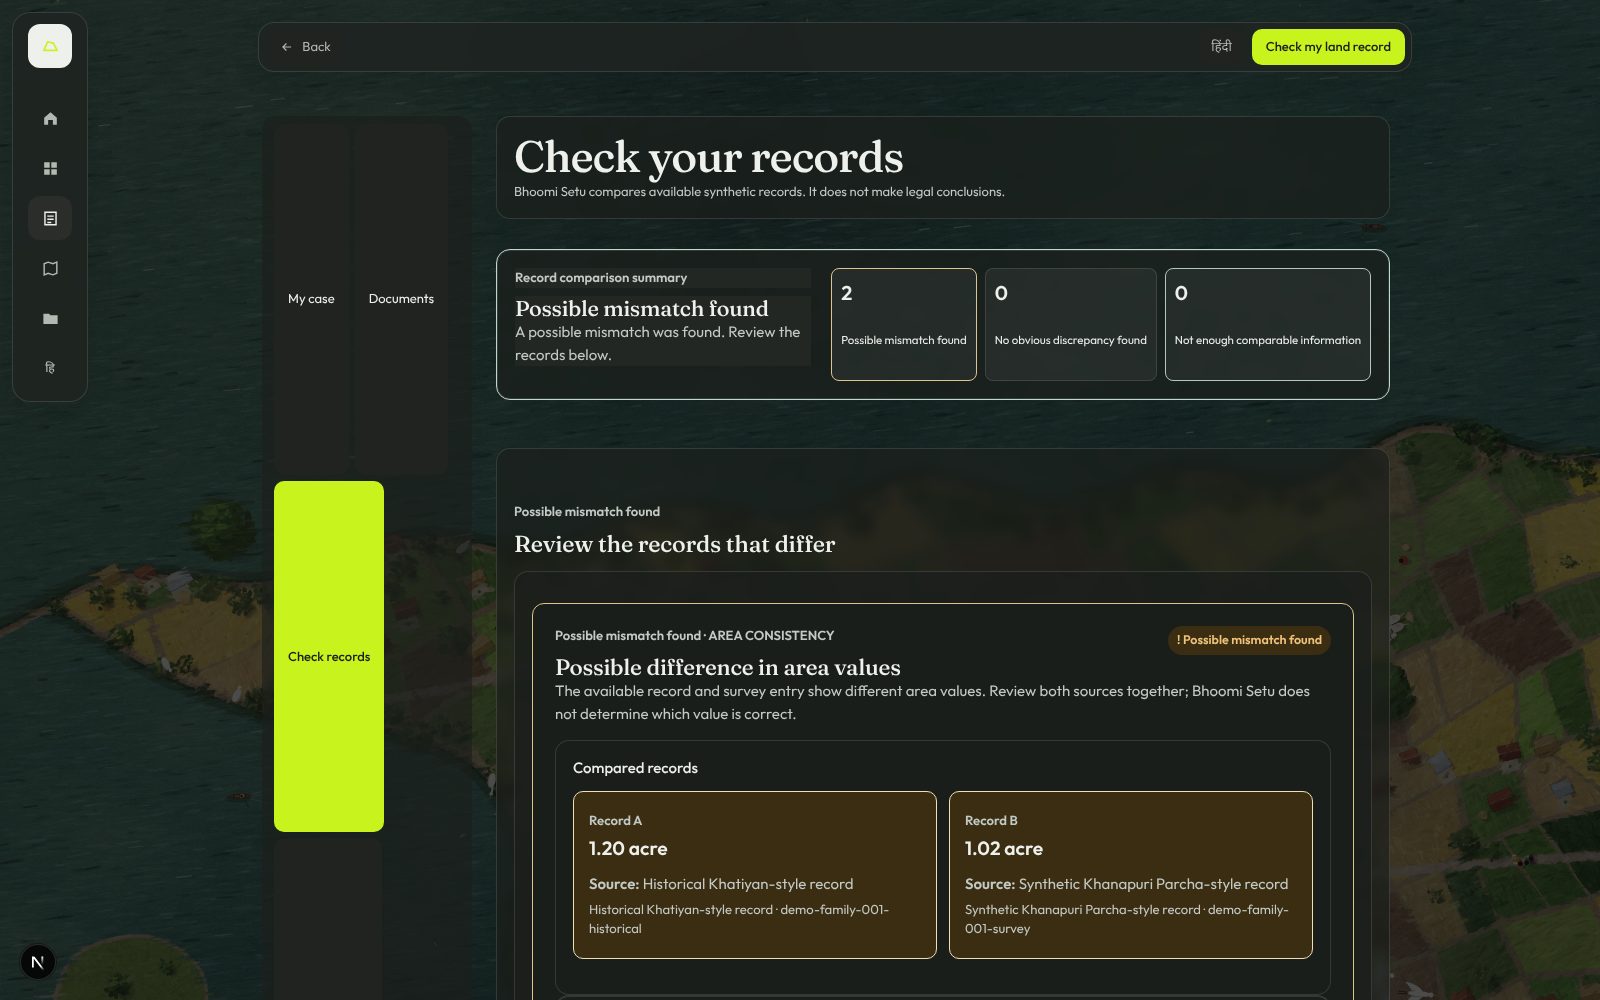 ← Back
हिंदी
Check my land record
हि
My case
Documents
Check records
Check your records
Bhoomi Setu compares available synthetic records. It does not make legal conclusions.
Record comparison summary
Possible mismatch found
A possible mismatch was found. Review the
records below.
2
Possible mismatch found
0
No obvious discrepancy found
0
Not enough comparable information
Possible mismatch found
Review the records that differ
Possible mismatch found · AREA CONSISTENCY
! Possible mismatch found
Possible difference in area values
The available record and survey entry show different area values. Review both sources together; Bhoomi Setu does
not determine which value is correct.
Compared records
Record A
1.20 acre
Source: Historical Khatiyan-style record
Historical Khatiyan-style record · demo-family-001-
historical
Record B
1.02 acre
Source: Synthetic Khanapuri Parcha-style record
Synthetic Khanapuri Parcha-style record · demo-family-
001-survey
N